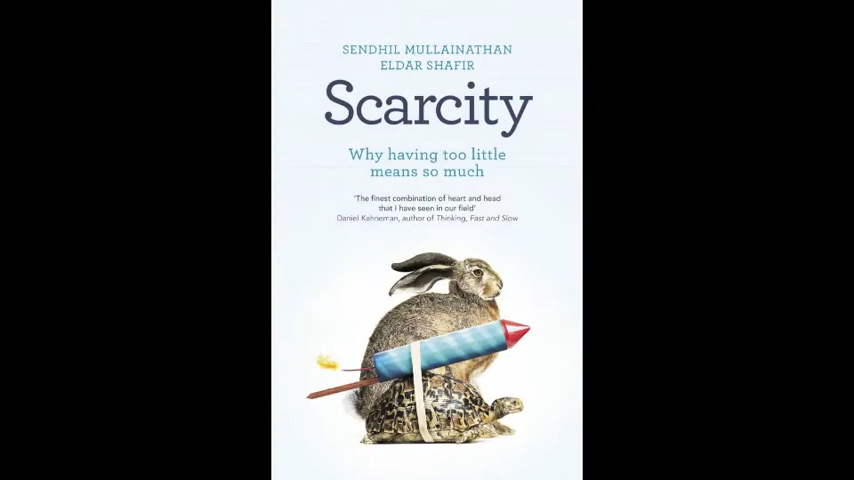 SENDHIL MULLAINATHAN
ELDAR SHAFIR
Scarcity
Why having too little
means so much
'The finest combination of heart and head
that I have seen in our field'
Daniel Kahneman, author of Thinking, Fast and Slow